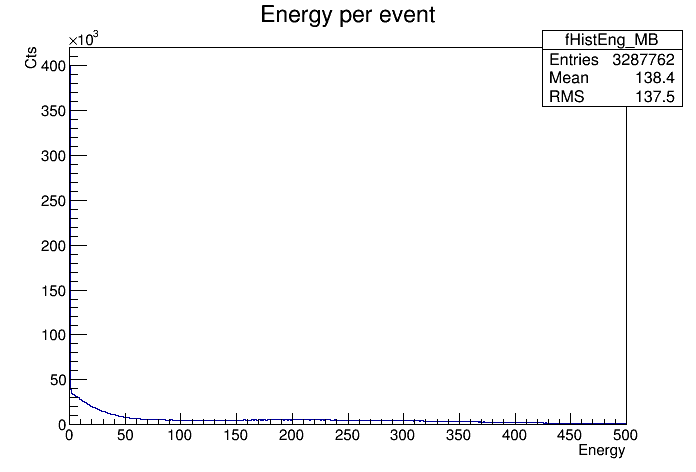 Energy per event
×10³
Cts
fHistEng_MB
Entries 3287762
Mean 138.4
RMS 137.5
400
350
300
250
200
150
100
50
0
0 50 100 150 200 250 300 350 400 450 500
Energy